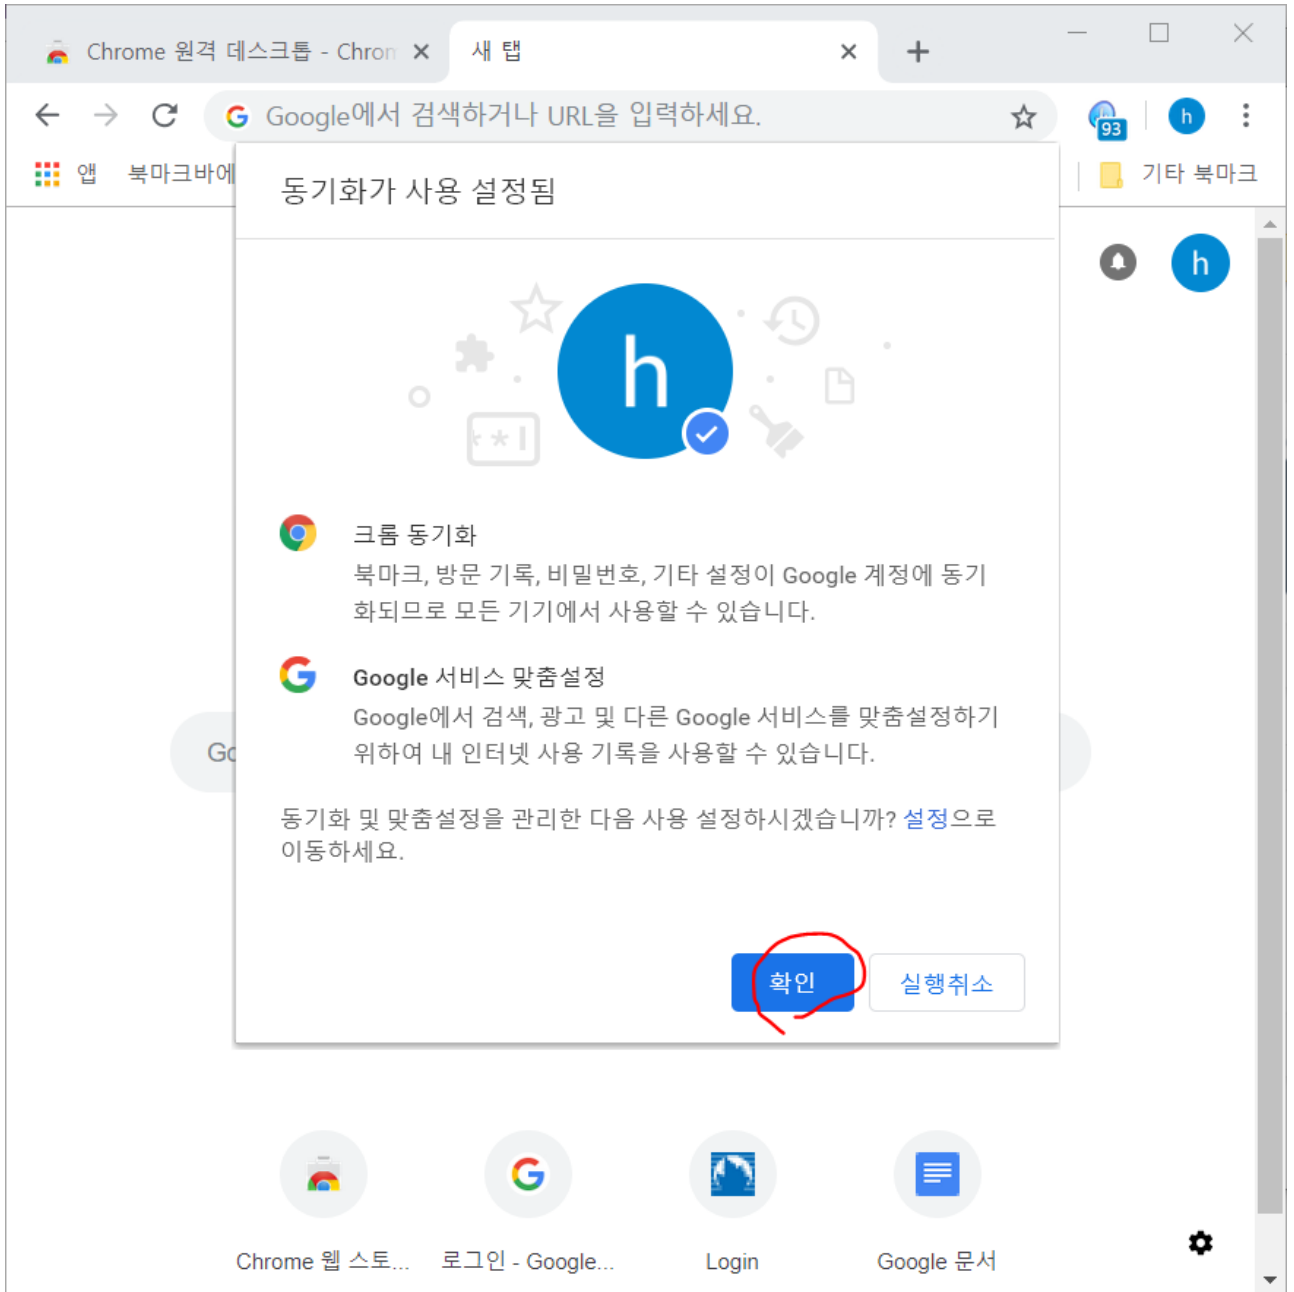 Chrome 원격 데스크톱 - Chrom
새 탭
Google에서 검색하거나 URL을 입력하세요.
93
h
앱
북마크바에
기타 북마크
동기화가 사용 설정됨
h
h
크롬 동기화
북마크, 방문 기록, 비밀번호, 기타 설정이 Google 계정에 동기
화되므로 모든 기기에서 사용할 수 있습니다.
Google 서비스 맞춤설정
Google에서 검색, 광고 및 다른 Google 서비스를 맞춤설정하기
위하여 내 인터넷 사용 기록을 사용할 수 있습니다.
Go
동기화 및 맞춤설정을 관리한 다음 사용 설정하시겠습니까? 설정으로
이동하세요.
확인
실행취소
Chrome 웹 스토...
로그인 - Google...
Login
Google 문서